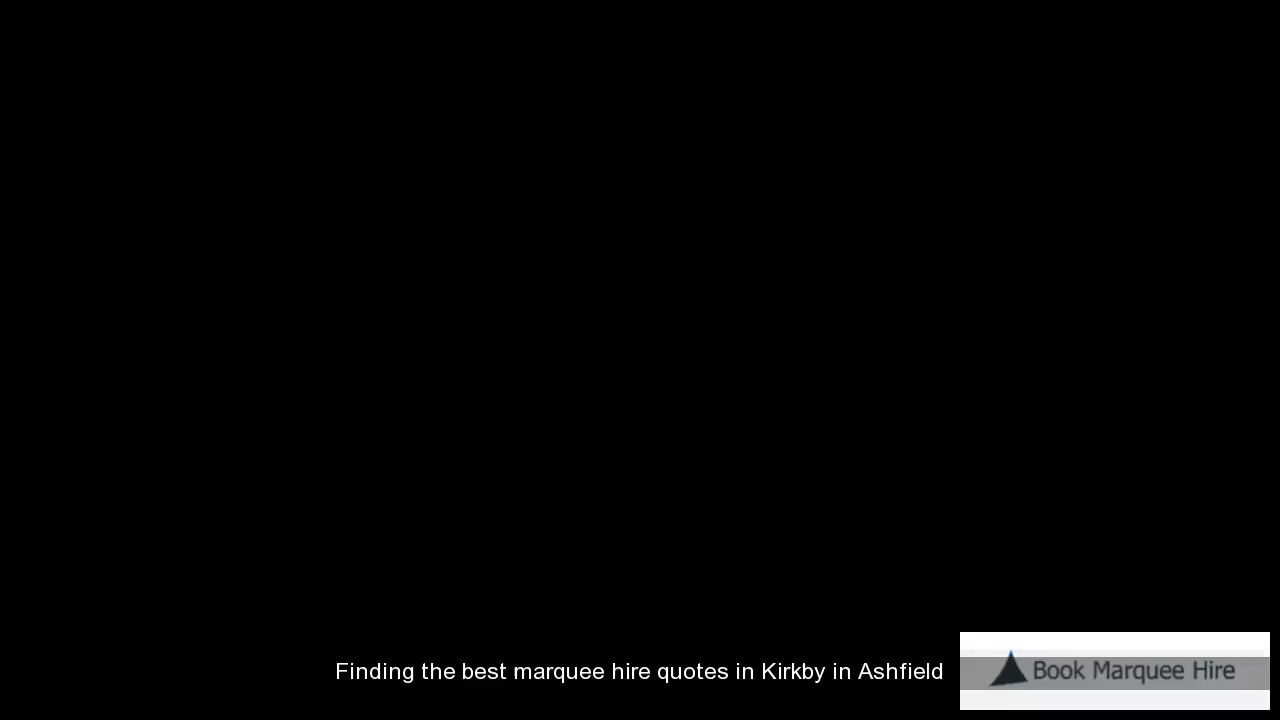 Finding the best marquee hire quotes in Kirkby in Ashfield
Book Marquee Hire